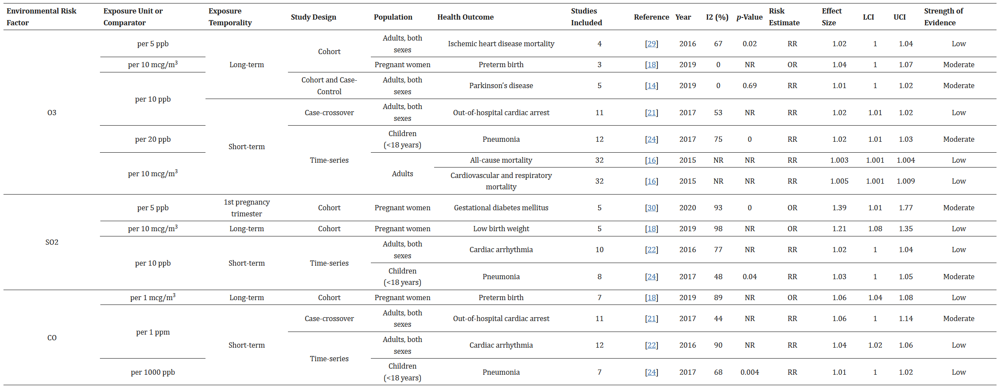 Environmental Risk Factor | Exposure Unit or Comparator | Exposure Temporality | Study Design | Population | Health Outcome | Studies Included | Reference | Year | I2 (%) | p-Value | Risk Estimate | Effect Size | LCI | UCI | Strength of Evidence
O3 | per 5 ppb | Long-term | Cohort | Adults, both sexes | Ischemic heart disease mortality | 4 | [29] | 2016 | 67 | 0.02 | RR | 1.02 | 1 | 1.04 | Low
per 10 mcg/m³ | Pregnant women | Preterm birth | 3 | [18] | 2019 | 0 | NR | OR | 1.04 | 1 | 1.07 | Moderate
per 10 ppb | Cohort and Case-Control | Adults, both sexes | Parkinson’s disease | 5 | [14] | 2019 | 0 | 0.69 | RR | 1.01 | 1 | 1.02 | Moderate
Short-term | Case-crossover | Adults, both sexes | Out-of-hospital cardiac arrest | 11 | [21] | 2017 | 53 | NR | RR | 1.02 | 1.01 | 1.02 | Low
per 20 ppb | Time-series | Children (<18 years) | Pneumonia | 12 | [24] | 2017 | 75 | 0 | RR | 1.02 | 1.01 | 1.03 | Moderate
per 10 mcg/m³ | Adults | All-cause mortality | 32 | [16] | 2015 | NR | NR | RR | 1.003 | 1.001 | 1.004 | Low
Cardiovascular and respiratory mortality | 32 | [16] | 2015 | NR | NR | RR | 1.005 | 1.001 | 1.009 | Low
SO2 | per 5 ppb | 1st pregnancy trimester | Cohort | Pregnant women | Gestational diabetes mellitus | 5 | [30] | 2020 | 93 | 0 | OR | 1.39 | 1.01 | 1.77 | Moderate
per 10 mcg/m³ | Long-term | Cohort | Pregnant women | Low birth weight | 5 | [18] | 2019 | 98 | NR | OR | 1.21 | 1.08 | 1.35 | Low
per 10 ppb | Short-term | Time-series | Adults, both sexes | Cardiac arrhythmia | 10 | [22] | 2016 | 77 | NR | RR | 1.02 | 1 | 1.04 | Low
Children (<18 years) | Pneumonia | 8 | [24] | 2017 | 48 | 0.04 | RR | 1.03 | 1 | 1.05 | Moderate
CO | per 1 mcg/m³ | Long-term | Cohort | Pregnant women | Preterm birth | 7 | [18] | 2019 | 89 | NR | OR | 1.06 | 1.04 | 1.08 | Low
per 1 ppm | Short-term | Case-crossover | Adults, both sexes | Out-of-hospital cardiac arrest | 11 | [21] | 2017 | 44 | NR | RR | 1.06 | 1 | 1.14 | Moderate
Time-series | Adults, both sexes | Cardiac arrhythmia | 12 | [22] | 2016 | 90 | NR | RR | 1.04 | 1.02 | 1.06 | Low
per 1000 ppb | Children (<18 years) | Pneumonia | 7 | [24] | 2017 | 68 | 0.004 | RR | 1.01 | 1 | 1.02 | Low